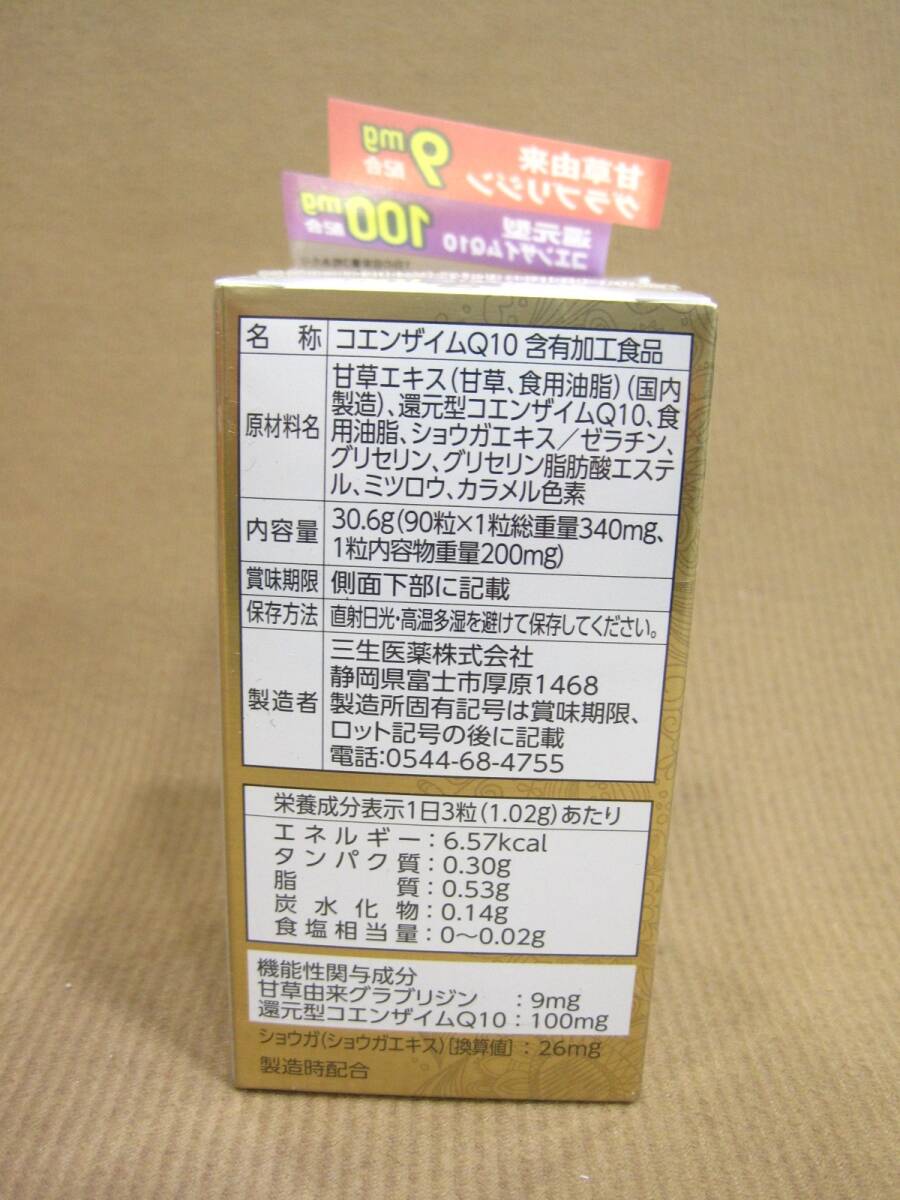 甘草由来
グラブリジン
9mg
配合
還元型
コエンザイムQ10
100mg
配合
名称 コエンザイムQ10 含有加工食品
原材料名 甘草エキス(甘草、食用油脂)(国内
製造)、還元型コエンザイムQ10、食
用油脂、ショウガエキス/ゼラチン、
グリセリン、グリセリン脂肪酸エステ
ル、ミツロウ、カラメル色素
内容量 30.6g(90粒×1粒総重量340mg、
1粒内容物重量200mg)
賞味期限 側面下部に記載
保存方法 直射日光・高温多湿を避けて保存してください。
製造者 三生医薬株式会社
静岡県富士市厚原1468
製造所固有記号は賞味期限、
ロット記号の後に記載
電話:0544-68-4755
栄養成分表示1日3粒(1.02g)あたり
エネルギー:6.57kcal
タンパク質:0.30g
脂質:0.53g
炭水化物:0.14g
食塩相当量:0〜0.02g
機能性関与成分
甘草由来グラブリジン :9mg
還元型コエンザイムQ10:100mg
ショウガ(ショウガエキス)[換算値]:26mg
製造時配合